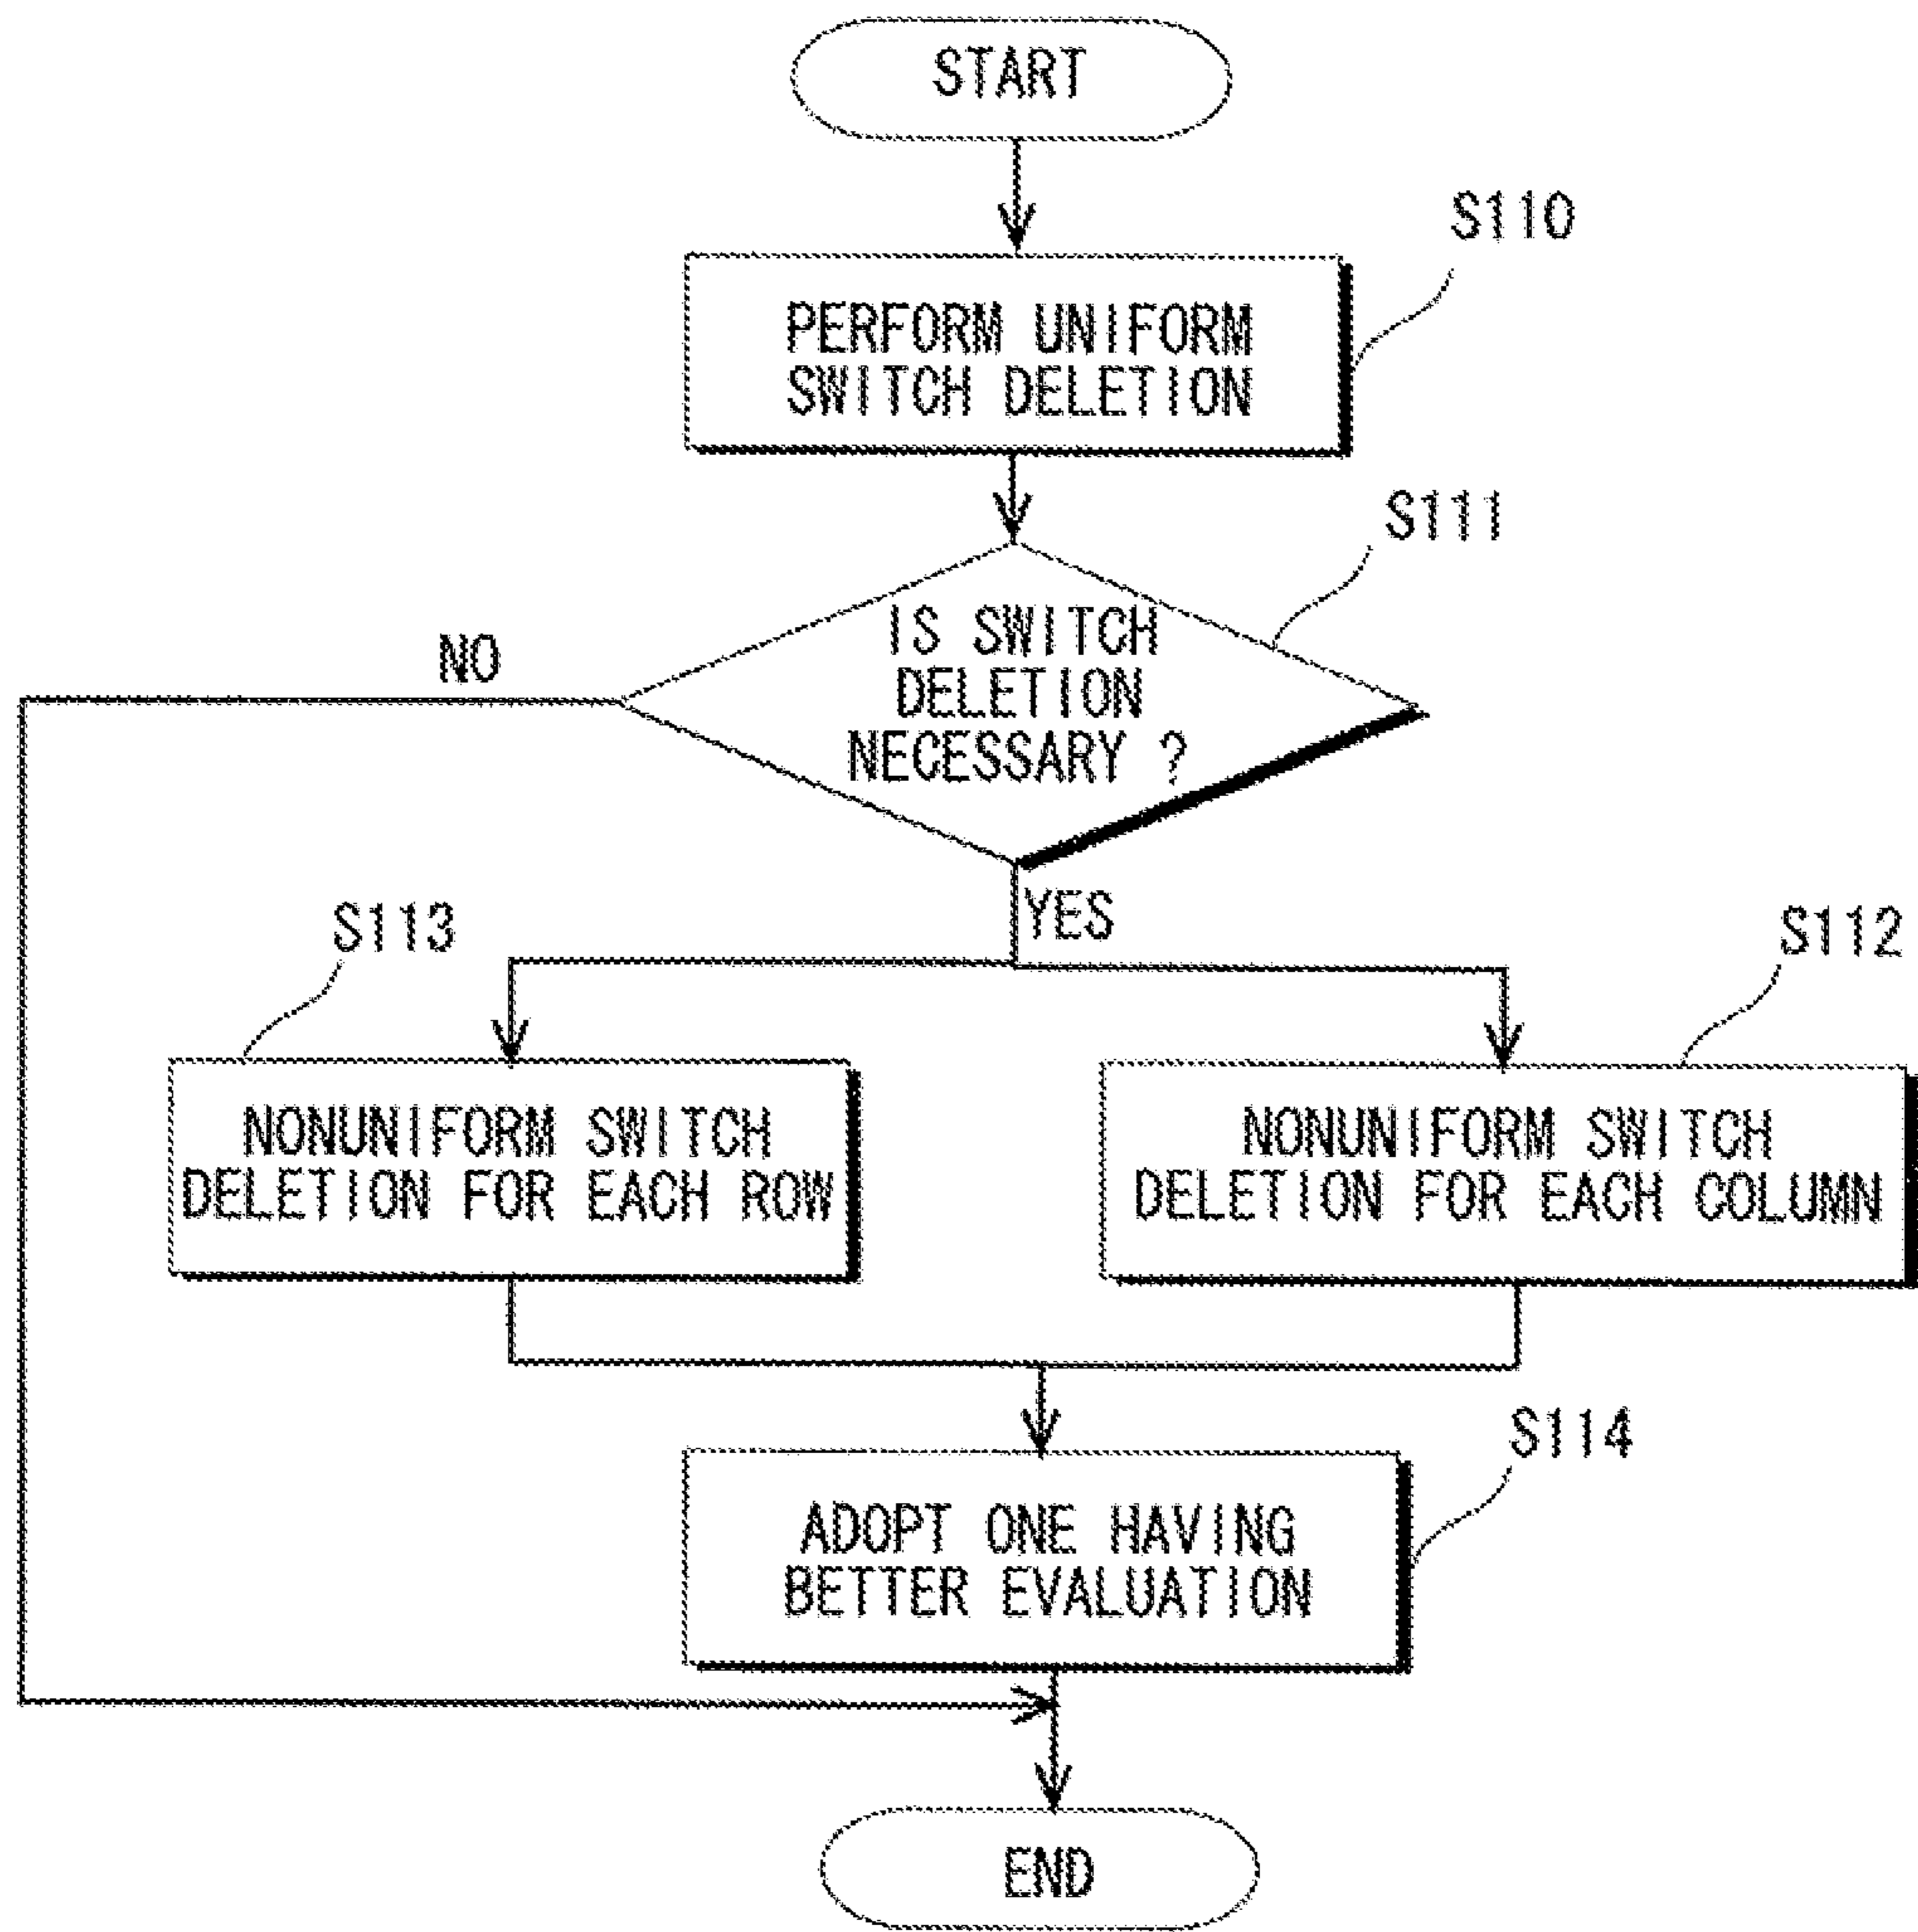 START
S110
PERFORM UNIFORM
SWITCH DELETION
S111
IS SWITCH
DELETION
NECESSARY ?
NO
YES
S113
S112
NONUNIFORM SWITCH
DELETION FOR EACH ROW
NONUNIFORM SWITCH
DELETION FOR EACH COLUMN
S114
ADOPT ONE HAVING
BETTER EVALUATION
END